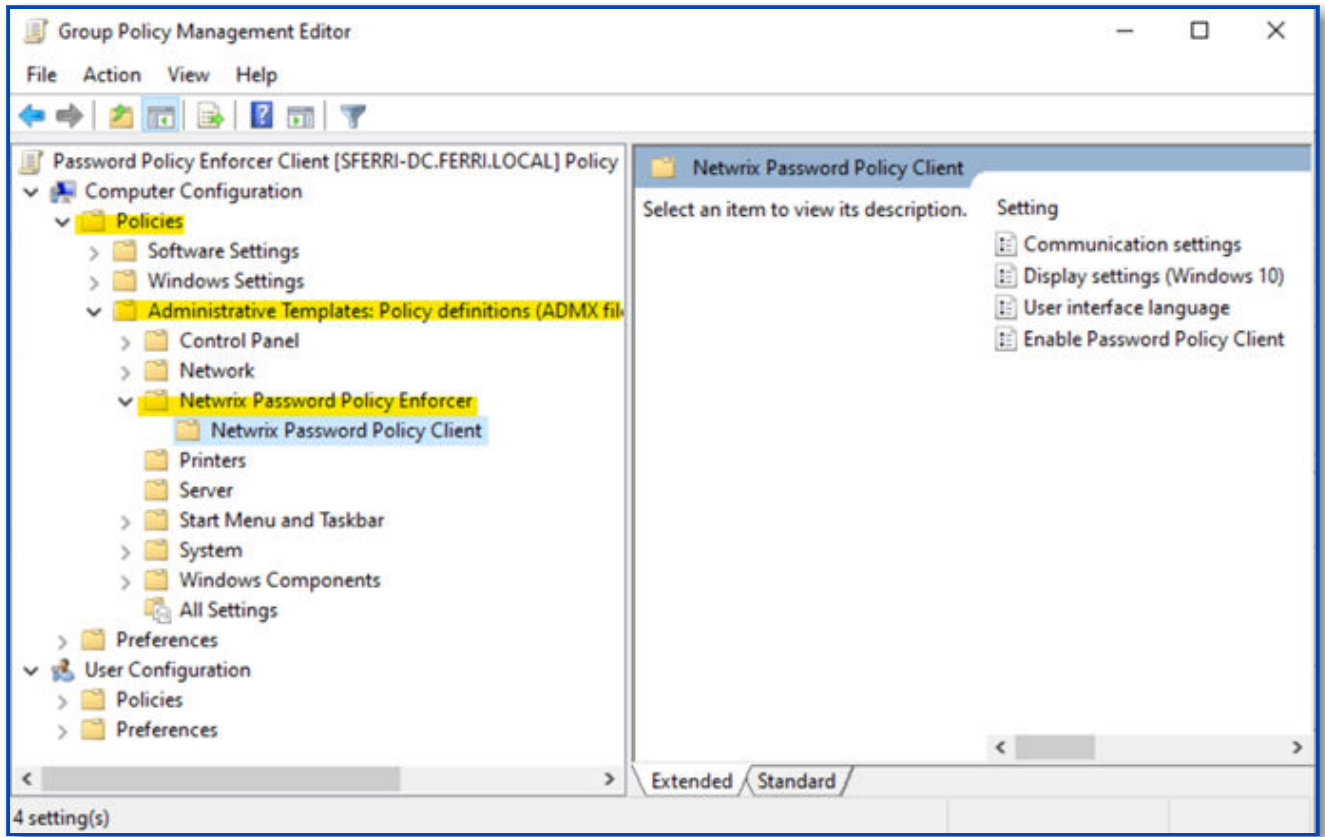 Group Policy Management Editor
File Action View Help
Password Policy Enforcer Client [SFERRI-DC.FERRI.LOCAL] Policy
Computer Configuration
Policies
Software Settings
Windows Settings
Administrative Templates: Policy definitions (ADMX fil
Control Panel
Network
Netwrix Password Policy Enforcer
Netwrix Password Policy Client
Printers
Server
Start Menu and Taskbar
System
Windows Components
All Settings
Preferences
User Configuration
Policies
Preferences
Netwrix Password Policy Client
Select an item to view its description.
Setting
Communication settings
Display settings (Windows 10)
User interface language
Enable Password Policy Client
Extended Standard
4 setting(s)